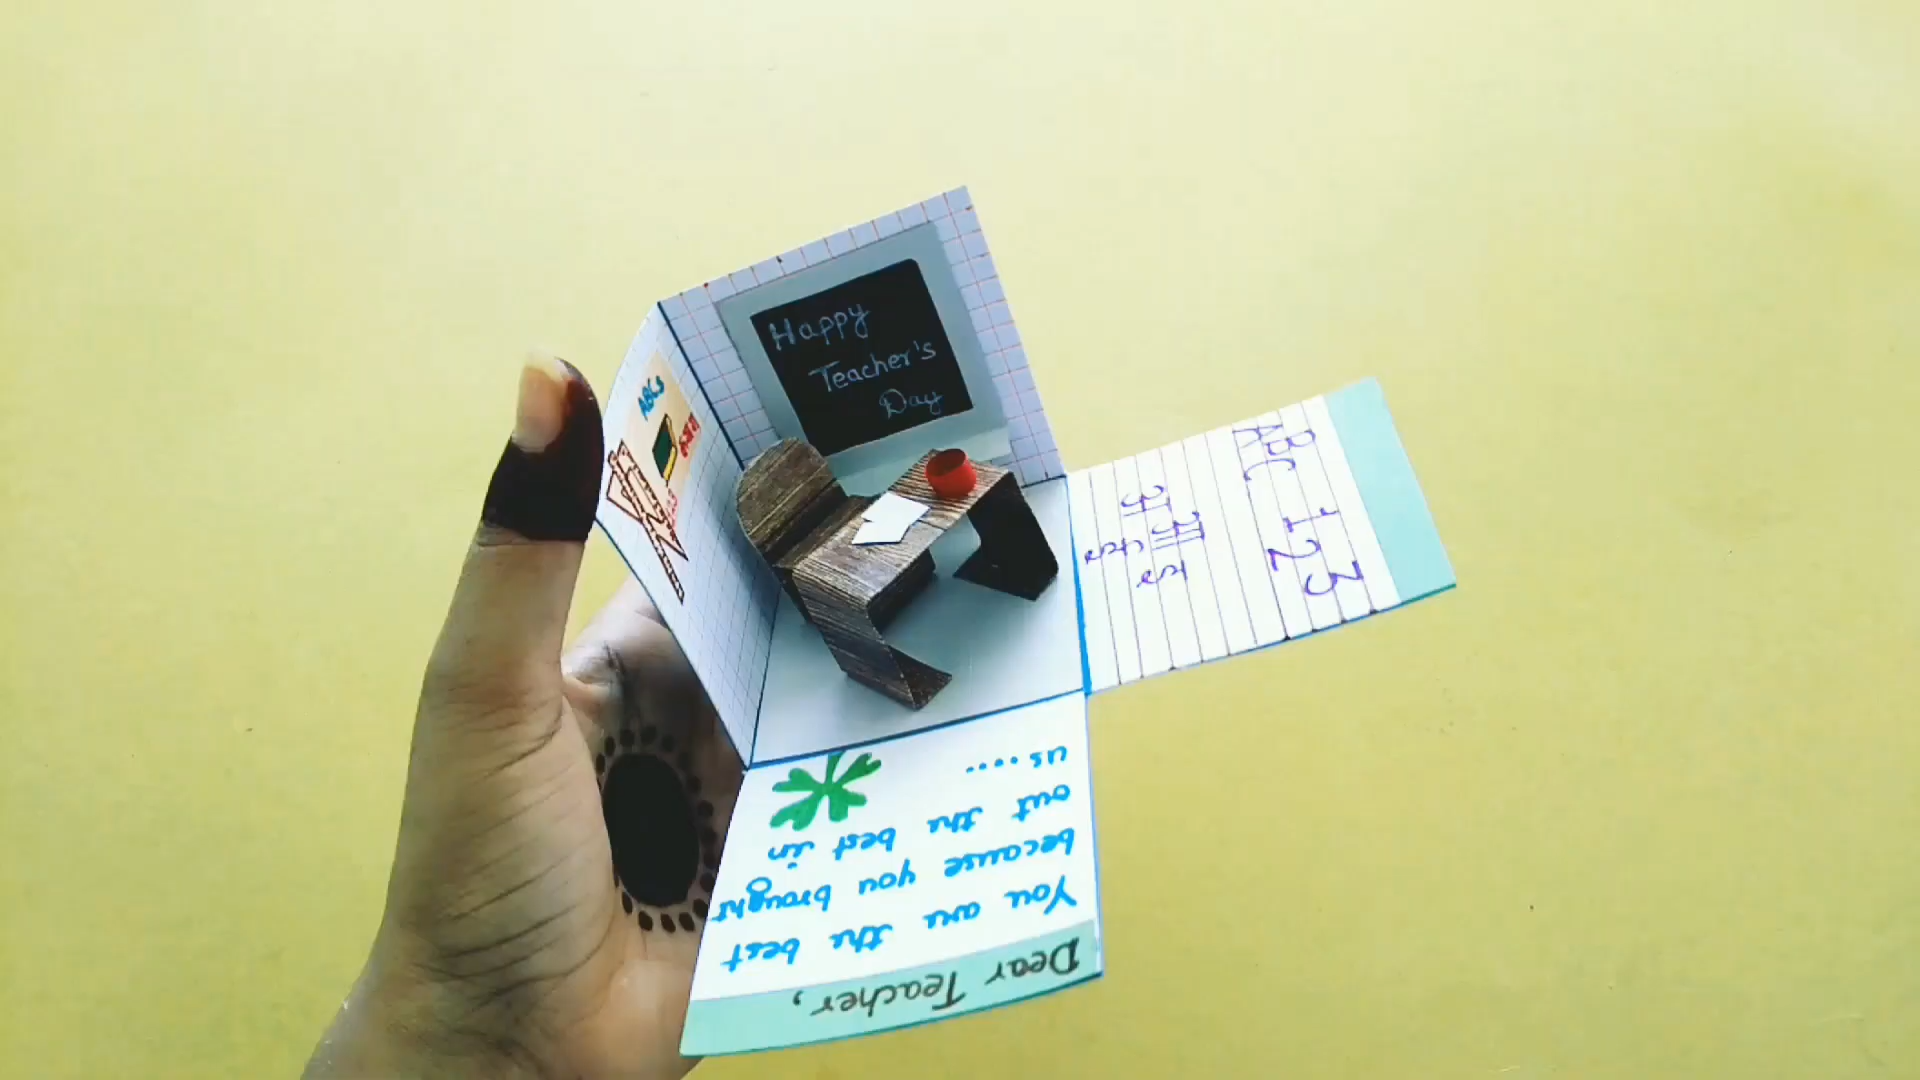 Happy
Teacher's
Day
ABCs
ABC
123
अ आ
Dear Teacher,
You are the best
because you brought
out the best in
us....